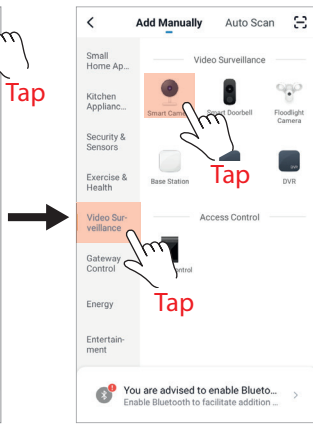 Tap
Add Manually Auto Scan
Small
Home Ap...
Kitchen
Applianc...
Security &
Sensors
Exercise &
Health
Video Sur-
veillance
Gateway
Control
Energy
Entertain-
ment
Video Surveillance
Smart Camera
Smart Doorbell
Floodlight
Camera
Base Station
DVR
Tap
Access Control
Tap
You are advised to enable Blueto...
Enable Bluetooth to facilitate addition ...